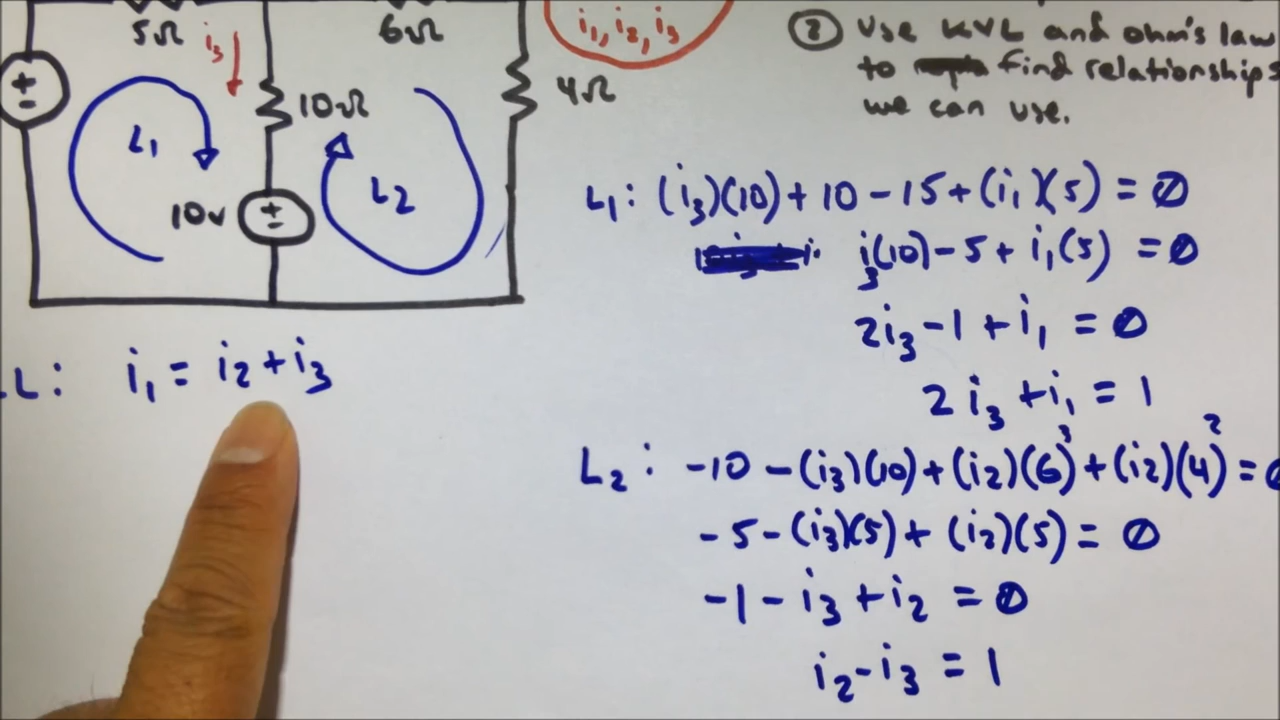 5Ω
6Ω
i₃
i₁, i₂, i₃
② Use KVL and ohm's law
to find relationships
we can use.
+
-
10Ω
4Ω
L₁
L₂
10v
+
-
L₁: (i₃)(10) + 10 - 15 + (i₁)(5) = 0
i₃(10) - 5 + i₁(5) = 0
2i₃ - 1 + i₁ = 0
2i₃ + i₁ = 1
L: i₁ = i₂ + i₃
3 2
L₂: -10 - (i₃)(10) + (i₂)(6) + (i₂)(4) = 0
-5 - (i₃)(5) + (i₂)(5) = 0
-1 - i₃ + i₂ = 0
i₂ - i₃ = 1